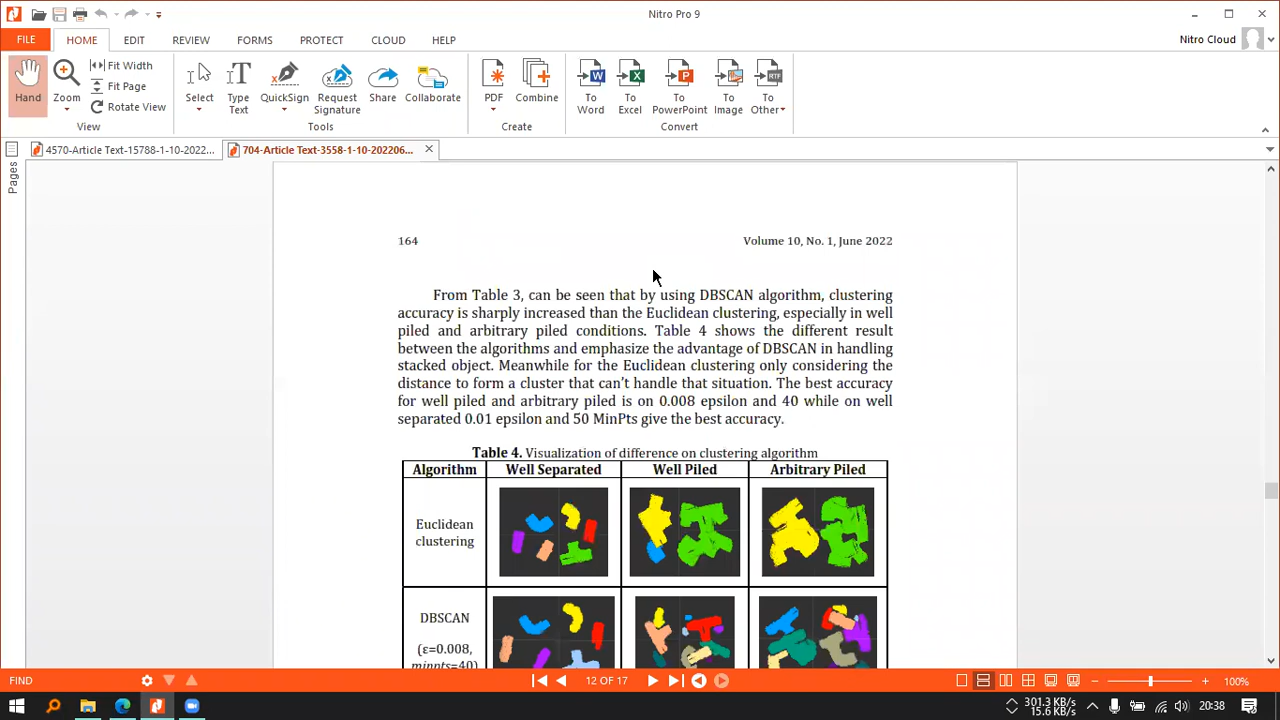 Nitro Pro 9
FILE HOME EDIT REVIEW FORMS PROTECT CLOUD HELP Nitro Cloud
Hand
Zoom
Fit Width
Fit Page
Rotate View
View
Select
Type Text
QuickSign
Request Signature
Share
Collaborate
Tools
PDF
Combine
Create
To Word
To Excel
To PowerPoint
To Image
To Other
Convert
4570-Article Text-15788-1-10-2022...
704-Article Text-3558-1-10-202206...
Pages
164 Volume 10, No. 1, June 2022
From Table 3, can be seen that by using DBSCAN algorithm, clustering
accuracy is sharply increased than the Euclidean clustering, especially in well
piled and arbitrary piled conditions. Table 4 shows the different result
between the algorithms and emphasize the advantage of DBSCAN in handling
stacked object. Meanwhile for the Euclidean clustering only considering the
distance to form a cluster that can't handle that situation. The best accuracy
for well piled and arbitrary piled is on 0.008 epsilon and 40 while on well
separated 0.01 epsilon and 50 MinPts give the best accuracy.
Table 4. Visualization of difference on clustering algorithm
Algorithm Well Separated Well Piled Arbitrary Piled
Euclidean
clustering
DBSCAN
(ε=0.008,
minpts=40)
FIND
12 OF 17
100%
301.3 KB/s
15.6 KB/s
20:38